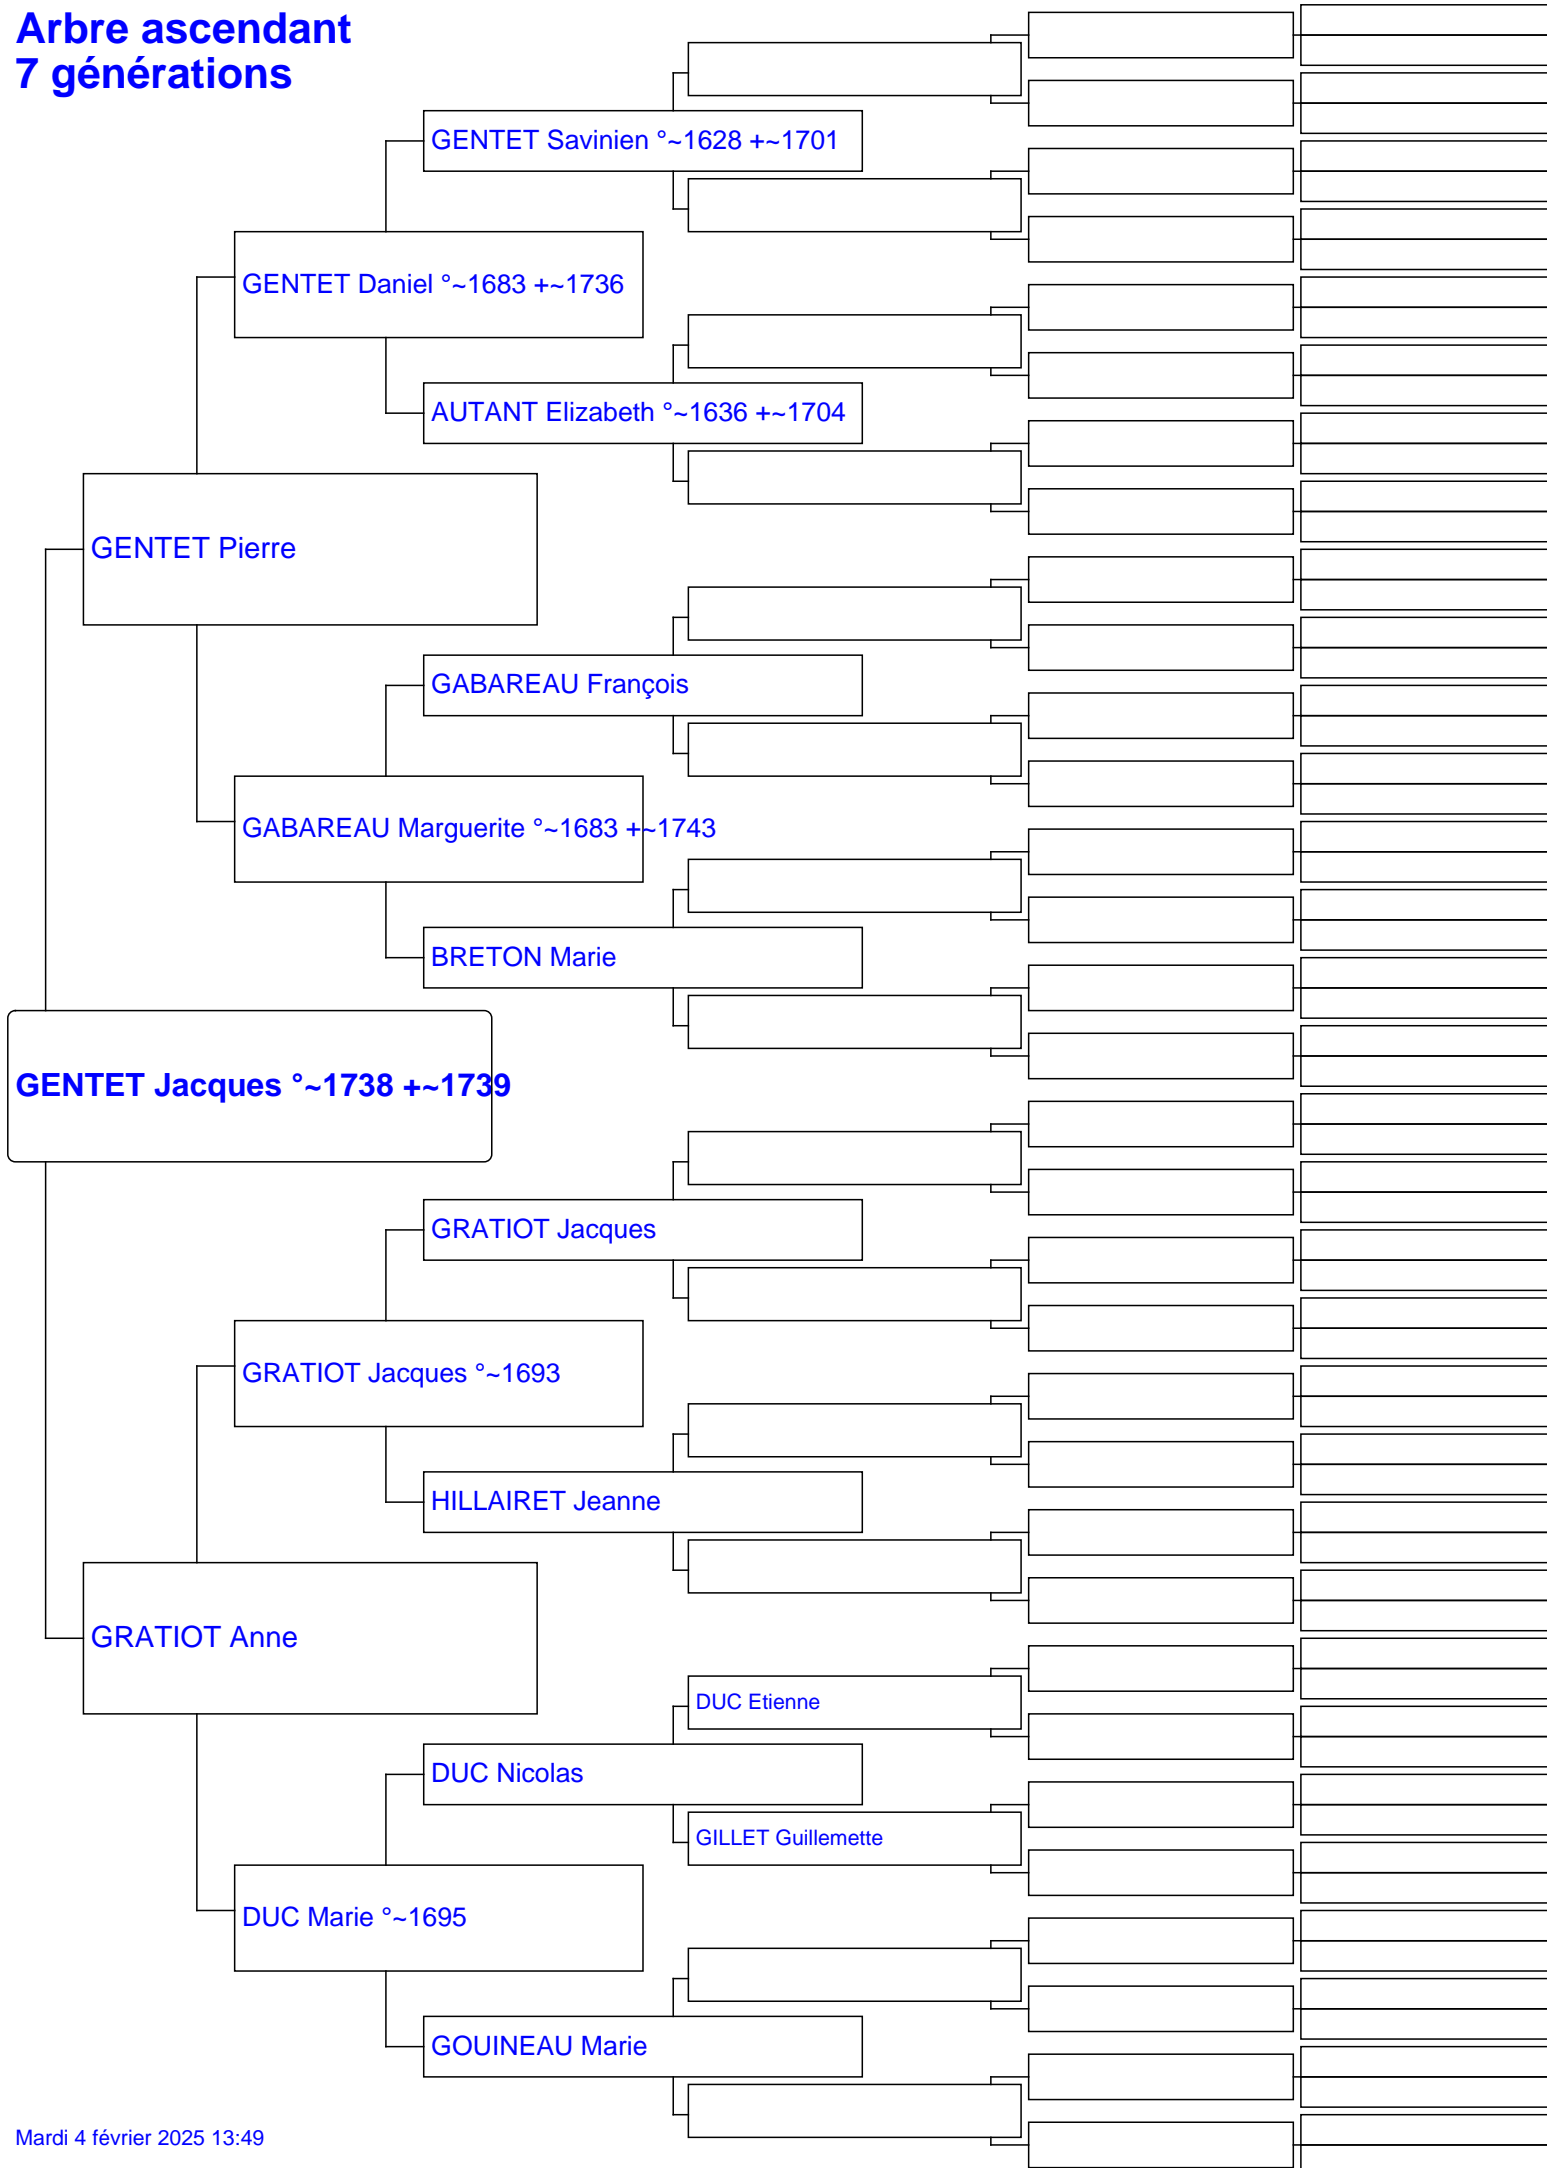 Arbre ascendant
7 générations
GENTET Savinien °~1628 +~1701
GENTET Daniel °~1683 +~1736
AUTANT Elizabeth °~1636 +~1704
GENTET Pierre
GABAREAU François
GABAREAU Marguerite °~1683 +~1743
BRETON Marie
GENTET Jacques °~1738 +~1739
GRATIOT Jacques
GRATIOT Jacques °~1693
HILLAIRET Jeanne
GRATIOT Anne
DUC Etienne
DUC Nicolas
GILLET Guillemette
DUC Marie °~1695
GOUINEAU Marie
Mardi 4 février 2025 13:49